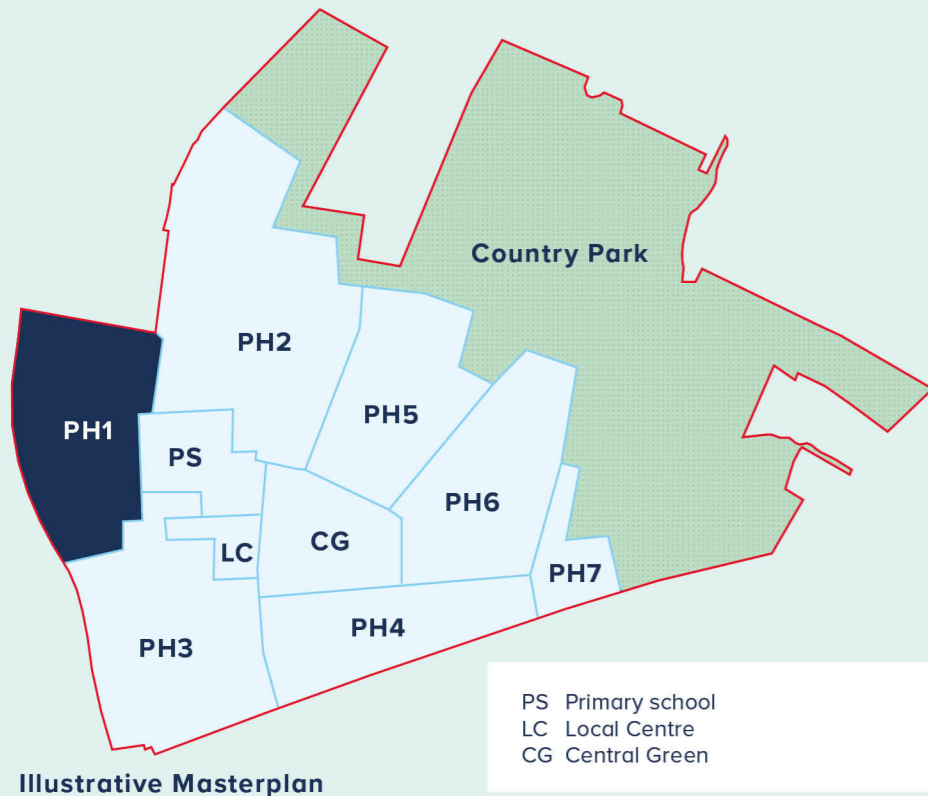 Country Park
PH2
PH5
PH1
PS
PH6
CG
LC
PH7
PH4
PH3
PS Primary school
LC Local Centre
CG Central Green
Illustrative Masterplan